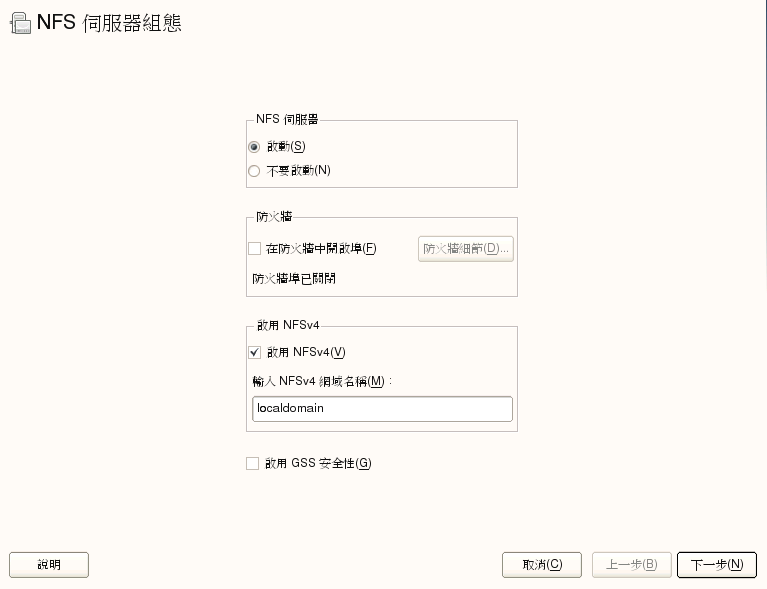 NFS 伺服器組態
NFS 伺服器
啟動(S)
不要啟動(N)
防火牆
在防火牆中開啟埠(F)
防火牆細節(D)...
防火牆埠已關閉
啟用 NFSv4
啟用 NFSv4(V)
輸入 NFSv4 網域名稱(M)：
localdomain
啟用 GSS 安全性(G)
說明
取消(C)
上一步(B)
下一步(N)